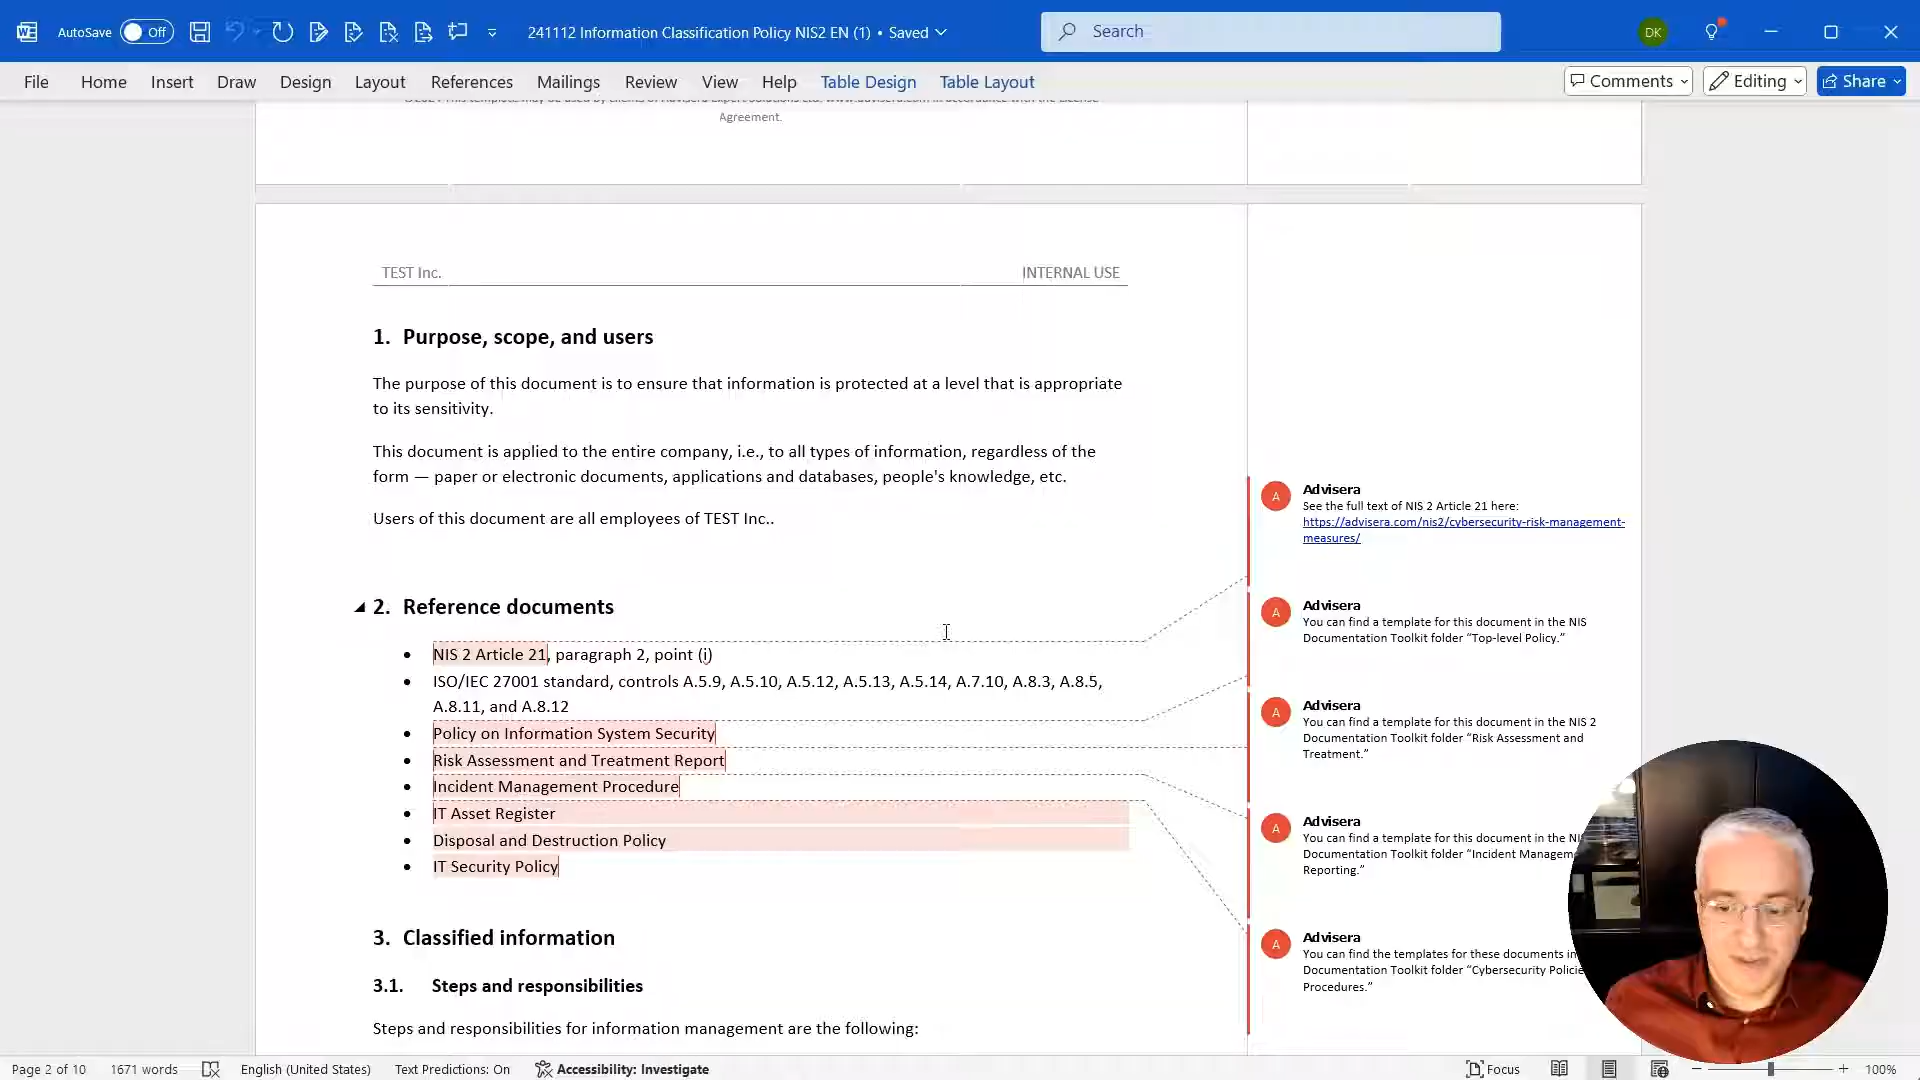 AutoSave Off 241112 Information Classification Policy NIS2 EN (1) • Saved Search DK
File Home Insert Draw Design Layout References Mailings Review View Help Table Design Table Layout Comments Editing Share
Agreement.
TEST Inc. INTERNAL USE
1. Purpose, scope, and users
The purpose of this document is to ensure that information is protected at a level that is appropriate
to its sensitivity.
This document is applied to the entire company, i.e., to all types of information, regardless of the
form — paper or electronic documents, applications and databases, people's knowledge, etc.
Users of this document are all employees of TEST Inc..
2. Reference documents
• NIS 2 Article 21, paragraph 2, point (i)
• ISO/IEC 27001 standard, controls A.5.9, A.5.10, A.5.12, A.5.13, A.5.14, A.7.10, A.8.3, A.8.5,
A.8.11, and A.8.12
• Policy on Information System Security
• Risk Assessment and Treatment Report
• Incident Management Procedure
• IT Asset Register
• Disposal and Destruction Policy
• IT Security Policy
3. Classified information
3.1. Steps and responsibilities
Steps and responsibilities for information management are the following:
A Advisera
See the full text of NIS 2 Article 21 here:
https://advisera.com/nis2/cybersecurity-risk-management-
measures/
A Advisera
You can find a template for this document in the NIS
Documentation Toolkit folder “Top-level Policy.”
A Advisera
You can find a template for this document in the NIS 2
Documentation Toolkit folder “Risk Assessment and
Treatment.”
A Advisera
You can find a template for this document in the
Documentation Toolkit folder “Incident
Reporting.”
A Advisera
You can find the templates for these documents in
Documentation Toolkit folder “Cybersecurity
Procedures.”
Page 2 of 10 1671 words English (United States) Text Predictions: On Accessibility: Investigate Focus 100%